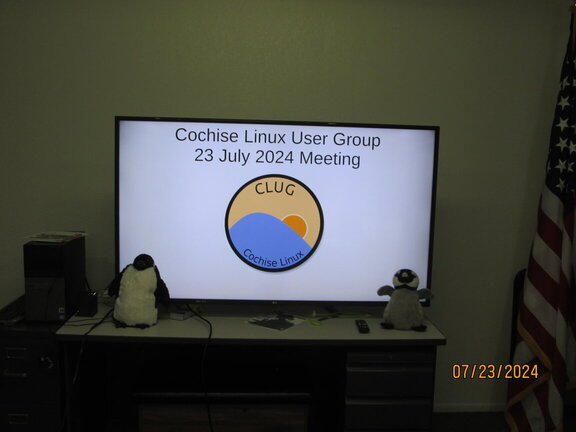 Cochise Linux User Group
23 July 2024 Meeting
CLUG
Cochise Linux
07/23/2024